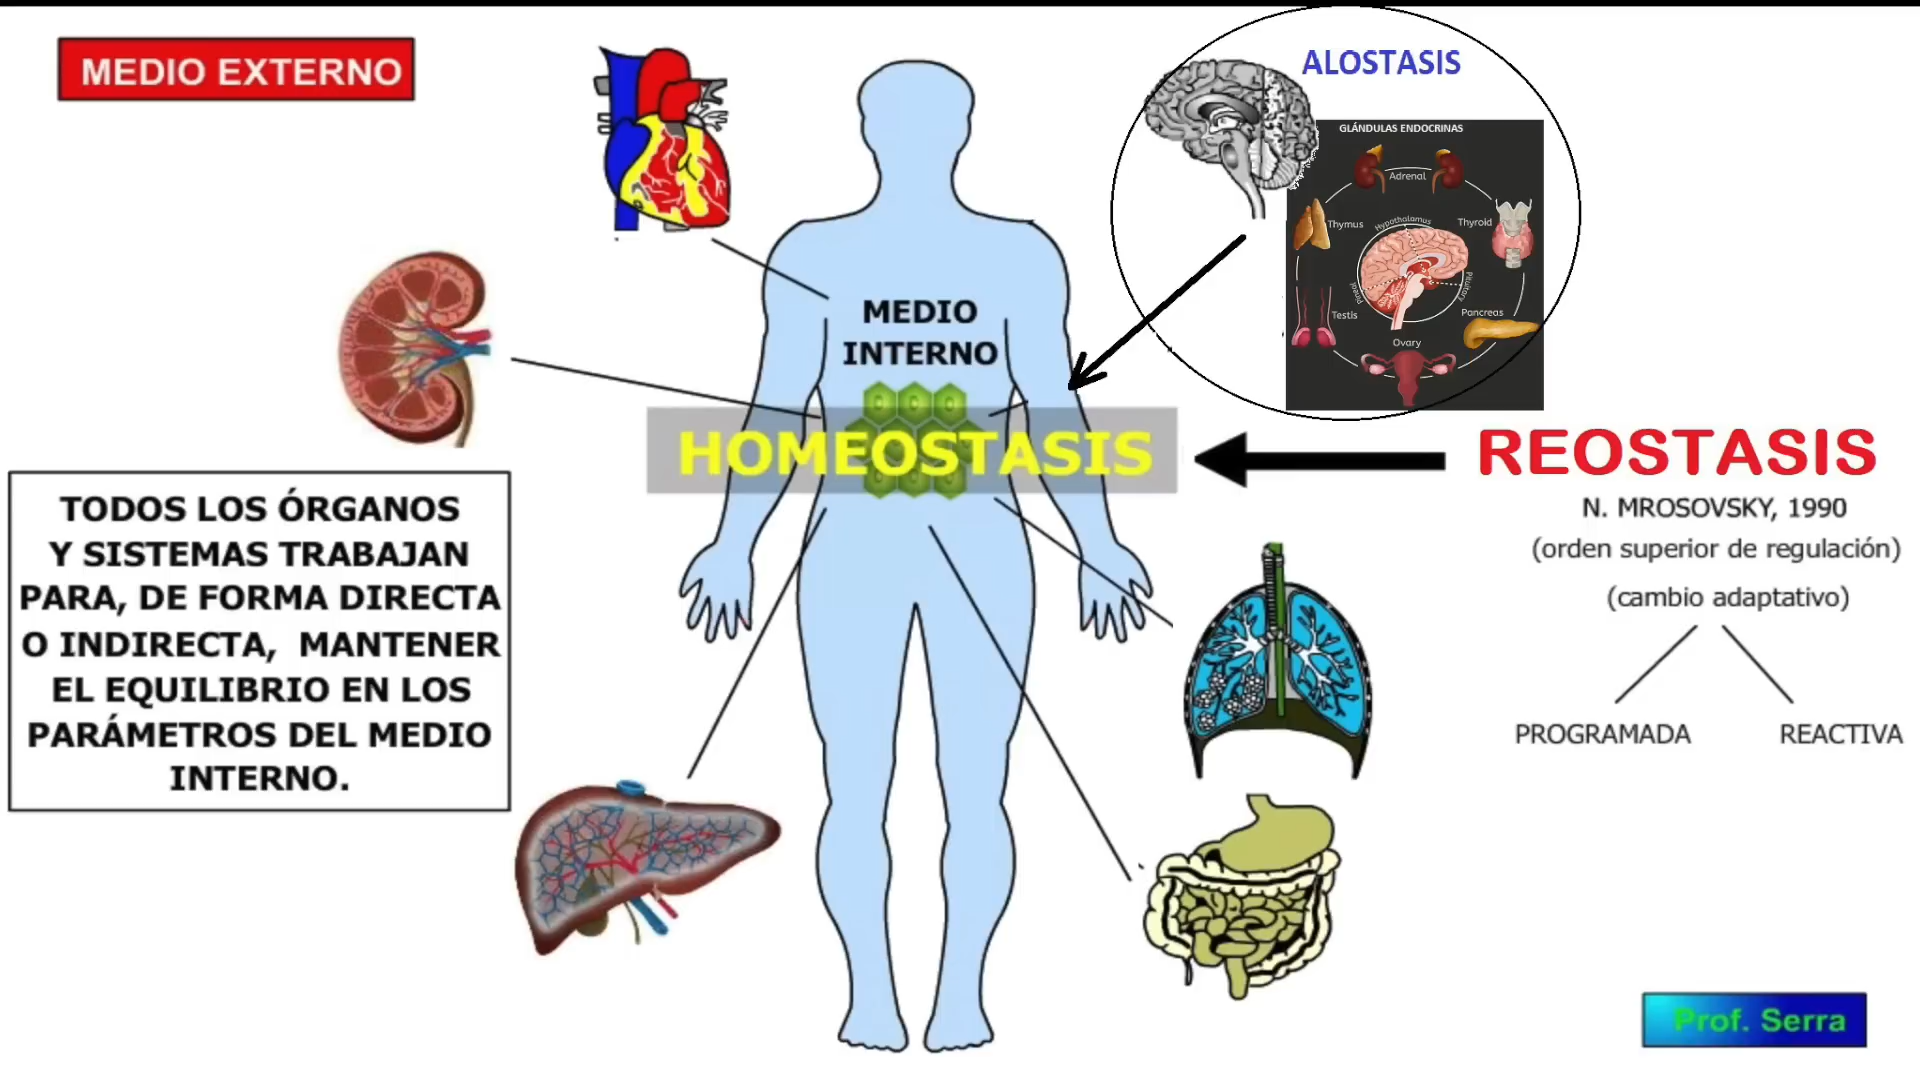 MEDIO EXTERNO
ALOSTASIS
GLÁNDULAS ENDOCRINAS
Adrenal
Thymus
Hypothalamus
Thyroid
Pineal
Pituitary
Testis
Pancreas
Ovary
MEDIO
INTERNO
HOMEOSTASIS
REOSTASIS
N. MROSOVSKY, 1990
(orden superior de regulación)
(cambio adaptativo)
PROGRAMADA
REACTIVA
TODOS LOS ÓRGANOS
Y SISTEMAS TRABAJAN
PARA, DE FORMA DIRECTA
O INDIRECTA, MANTENER
EL EQUILIBRIO EN LOS
PARÁMETROS DEL MEDIO
INTERNO.
Prof. Serra